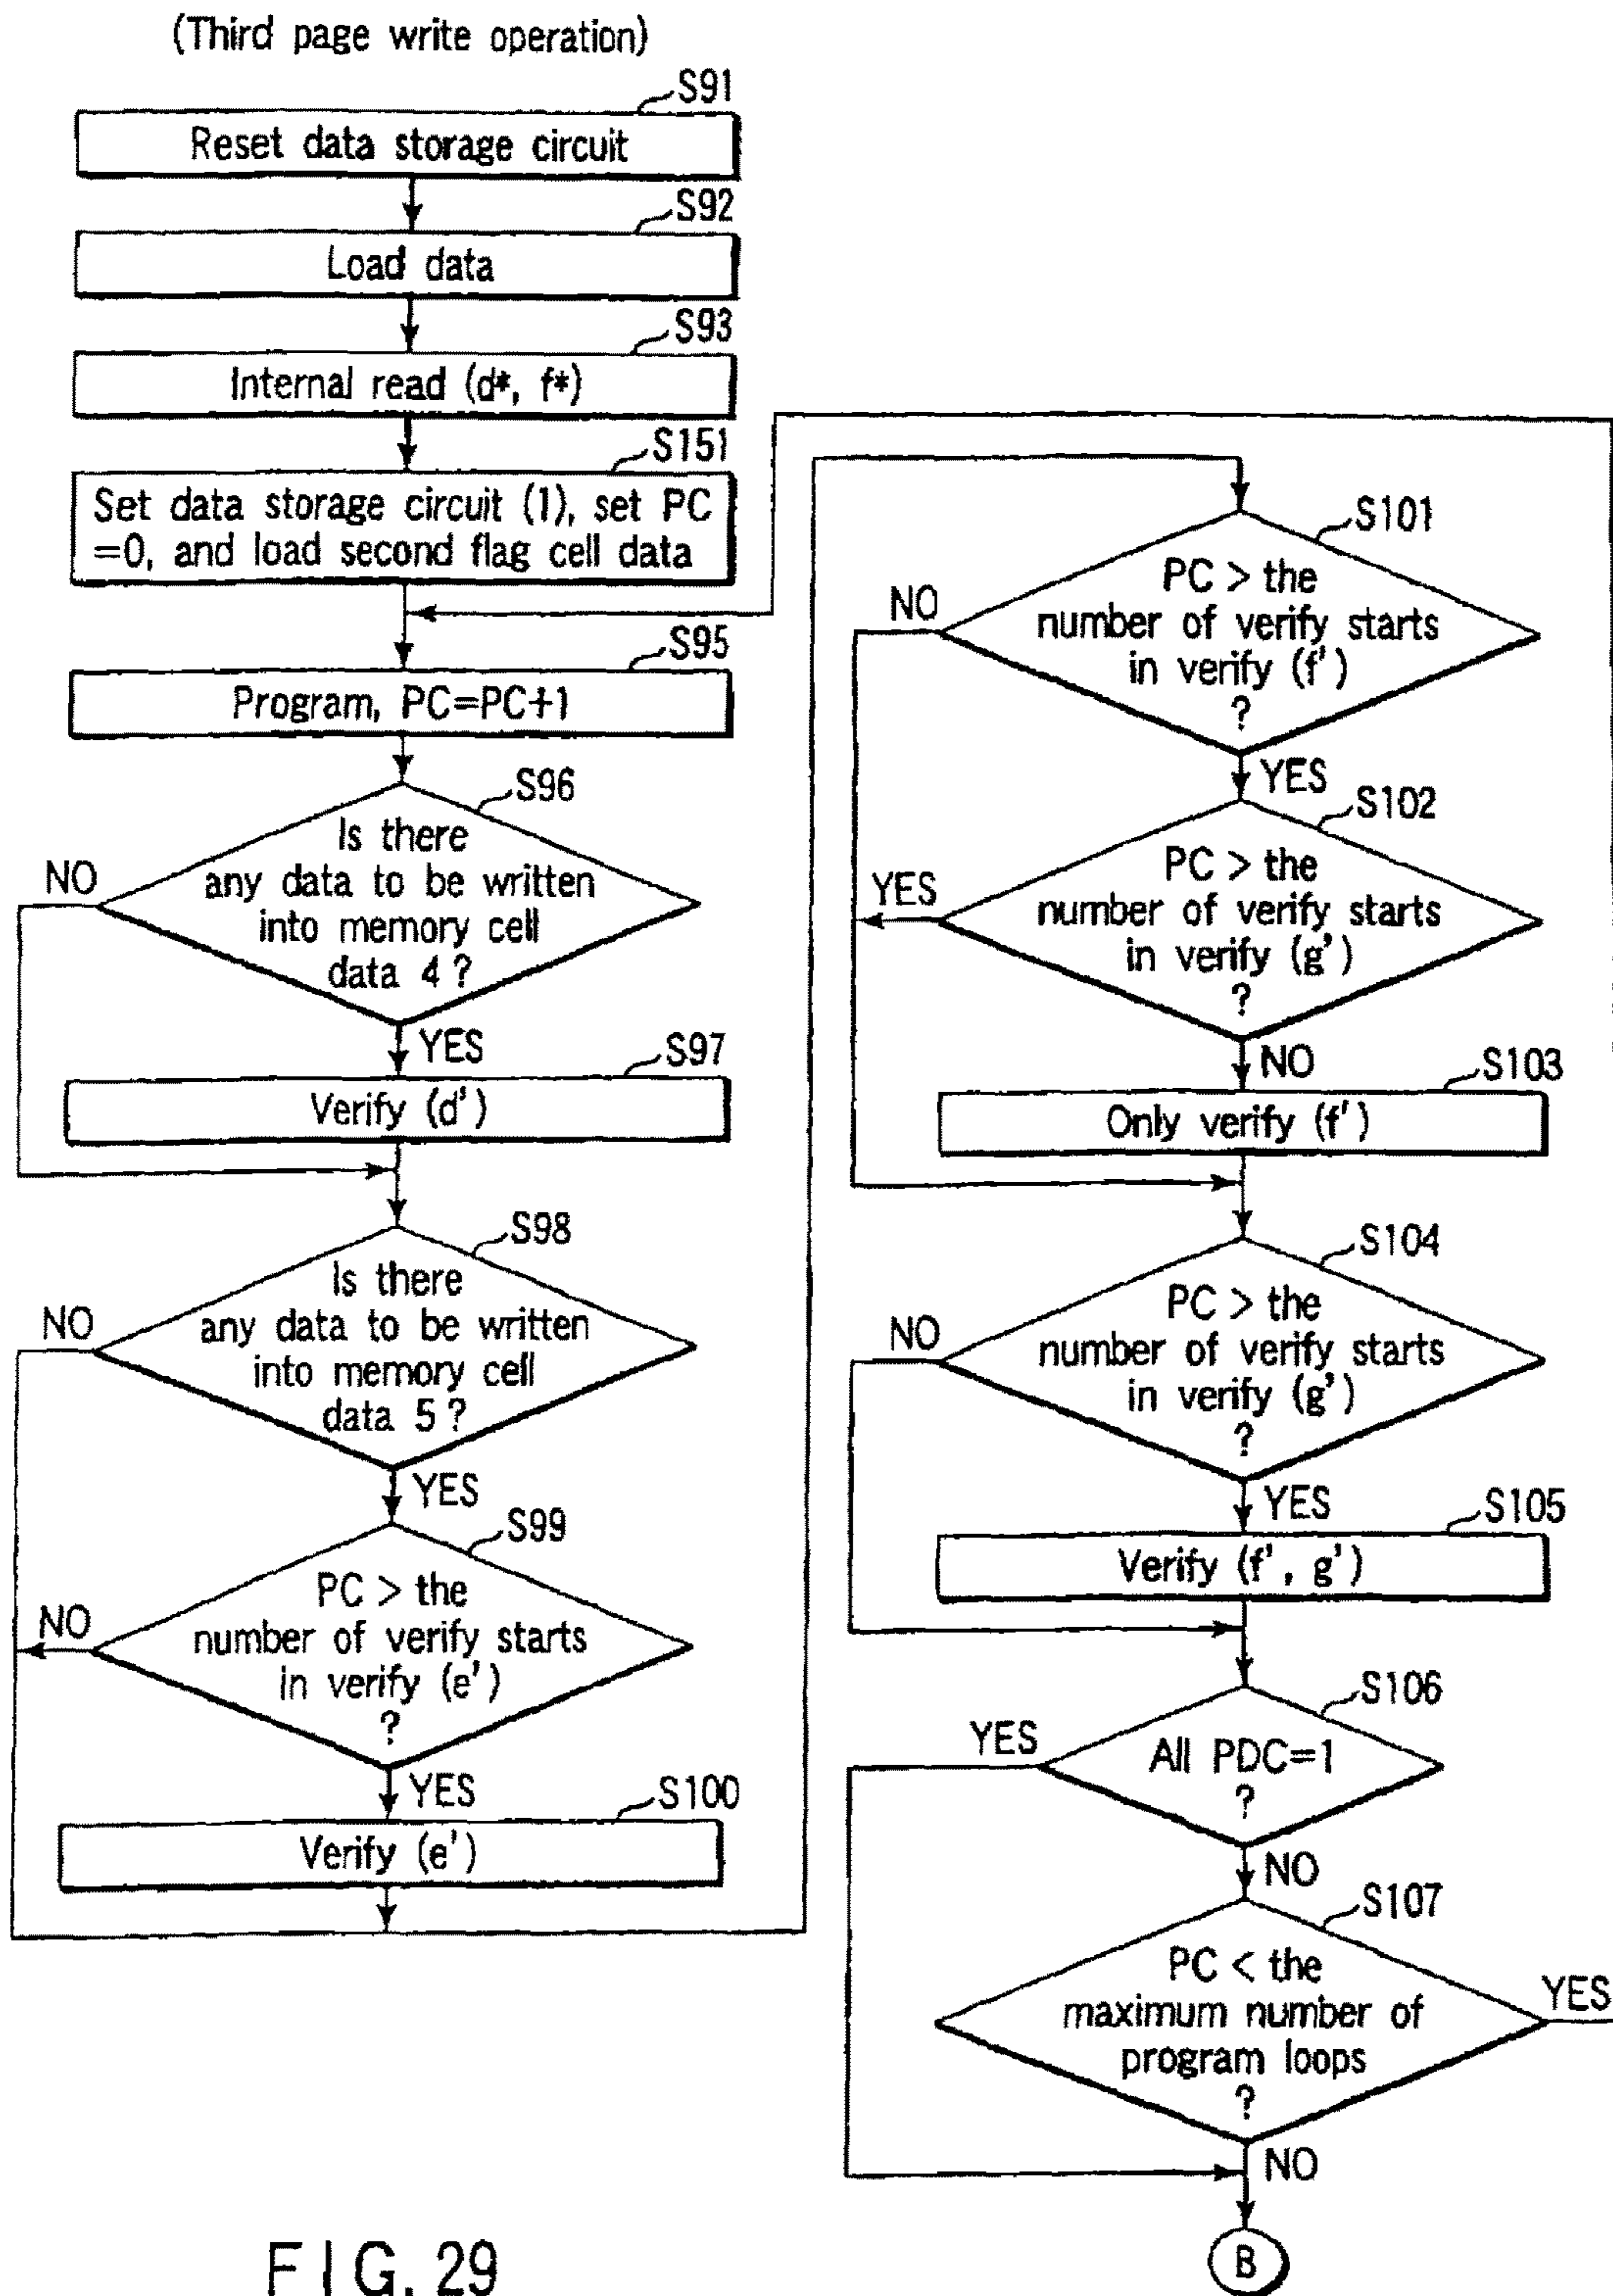 (Third page write operation)
S91
Reset data storage circuit
S92
Load data
S93
Internal read (d*, f*)
S151
Set data storage circuit (1), set PC
=0, and load second flag cell data
S95
Program, PC=PC+1
S96
Is there
any data to be written
into memory cell
data 4 ?
NO
YES
S97
Verify (d')
S98
Is there
any data to be written
into memory cell
data 5 ?
NO
YES
S99
PC > the
number of verify starts
in verify (e')
?
NO
YES
S100
Verify (e')
S101
PC > the
number of verify starts
in verify (f')
?
NO
YES
S102
PC > the
number of verify starts
in verify (g')
?
YES
NO
S103
Only verify (f')
S104
PC > the
number of verify starts
in verify (g')
?
NO
YES
S105
Verify (f', g')
S106
All PDC=1
?
YES
NO
S107
PC < the
maximum number of
program loops
?
YES
NO
B
FIG. 29